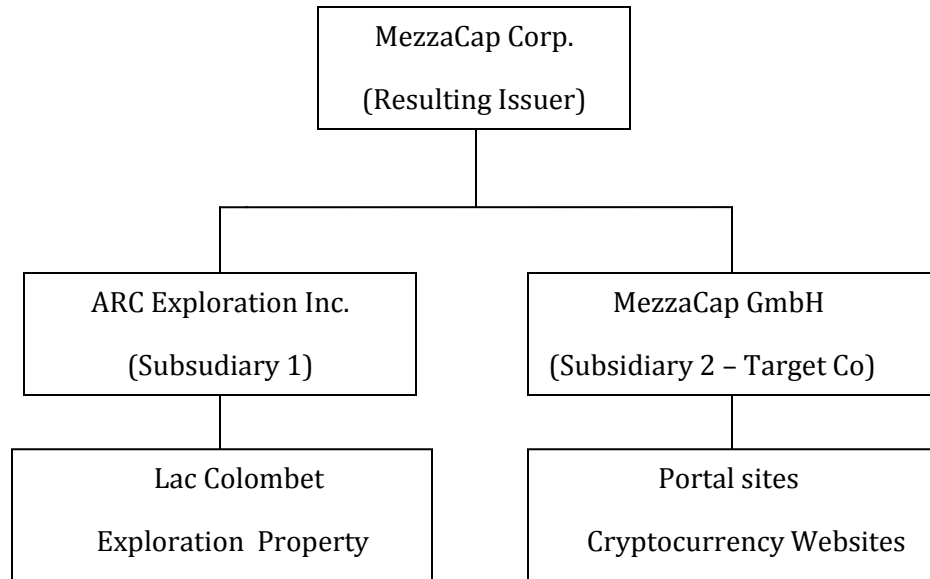 MezzaCap Corp.
(Resulting Issuer)
ARC Exploration Inc.
(Subsudiary 1)
MezzaCap GmbH
(Subsidiary 2 – Target Co)
Lac Colombet
Exploration Property
Portal sites
Cryptocurrency Websites